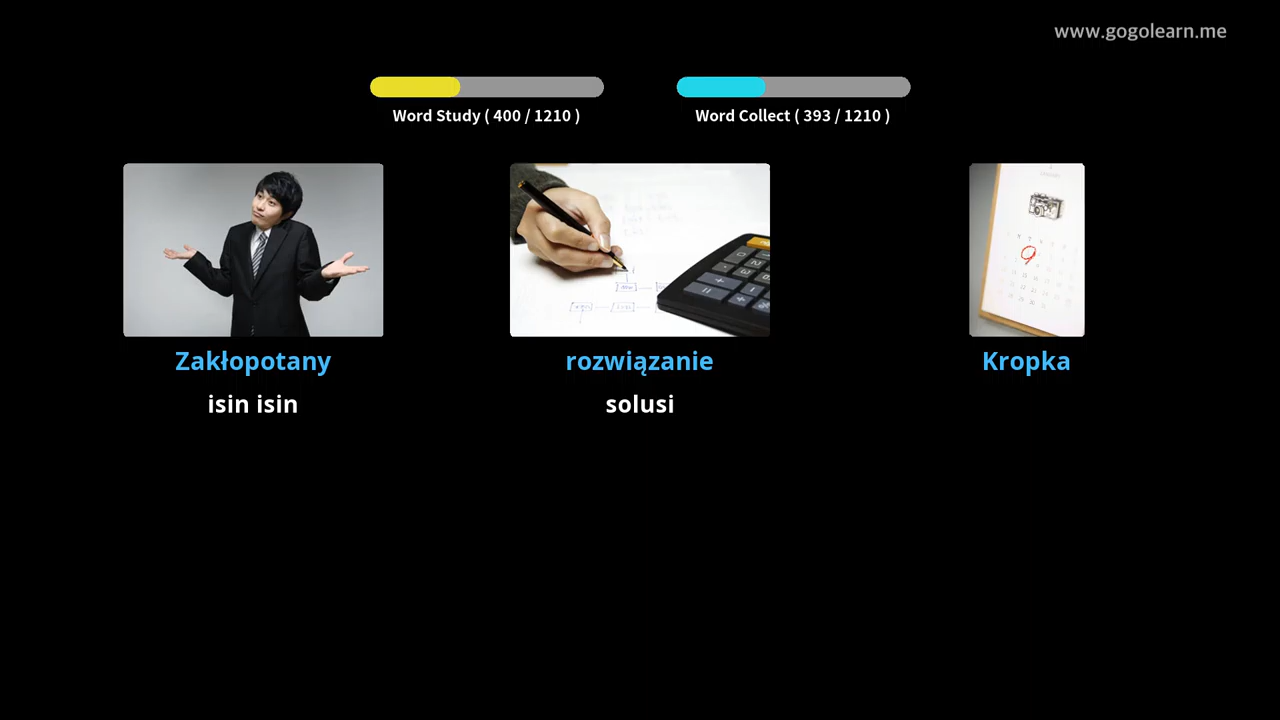 www.gogolearn.me
Word Study ( 400 / 1210 )
Word Collect ( 393 / 1210 )
Zakłopotany
rozwiązanie
Kropka
isin isin
solusi